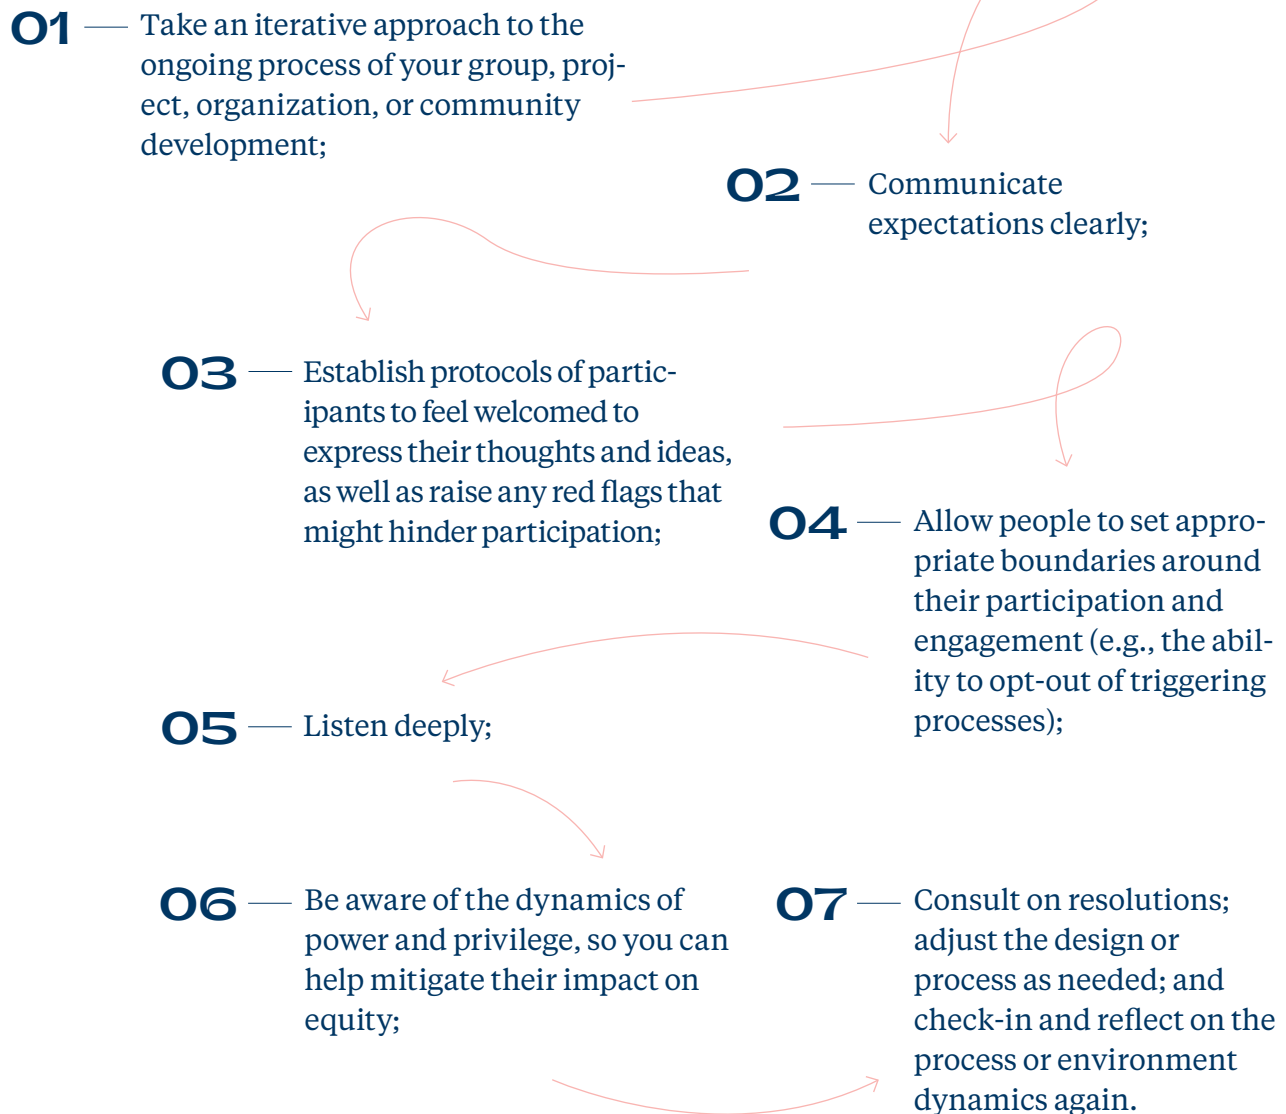 01 — Take an iterative approach to the
ongoing process of your group, proj-
ect, organization, or community
development;
02 — Communicate
expectations clearly;
03 — Establish protocols of partic-
ipants to feel welcomed to
express their thoughts and ideas,
as well as raise any red flags that
might hinder participation;
04 — Allow people to set appro-
priate boundaries around
their participation and
engagement (e.g., the abil-
ity to opt-out of triggering
processes);
05 — Listen deeply;
06 — Be aware of the dynamics of
power and privilege, so you can
help mitigate their impact on
equity;
07 — Consult on resolutions;
adjust the design or
process as needed; and
check-in and reflect on the
process or environment
dynamics again.